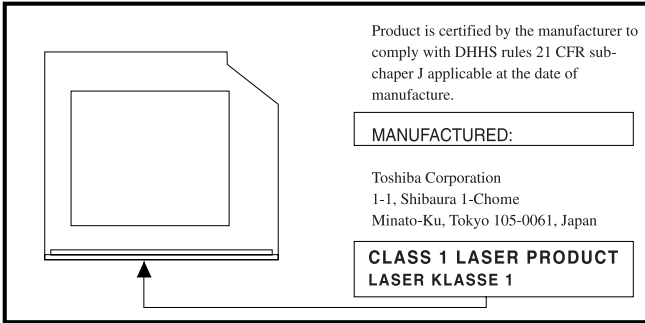 Product is certified by the manufacturer to
comply with DHHS rules 21 CFR sub-
chaper J applicable at the date of
manufacture.
MANUFACTURED:
Toshiba Corporation
1-1, Shibaura 1-Chome
Minato-Ku, Tokyo 105-0061, Japan
CLASS 1 LASER PRODUCT
LASER KLASSE 1